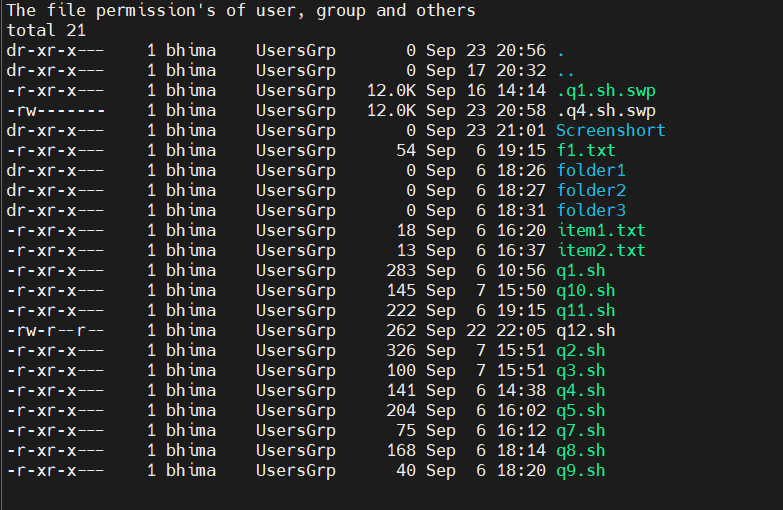 The file permission's of user, group and others
total 21
dr-xr-x---    1 bhima    UsersGrp       0 Sep 23 20:56 .
dr-xr-x---    1 bhima    UsersGrp       0 Sep 17 20:32 ..
-r-xr-x---    1 bhima    UsersGrp   12.0K Sep 16 14:14 .q1.sh.swp
-rw-------    1 bhima    UsersGrp   12.0K Sep 23 20:58 .q4.sh.swp
dr-xr-x---    1 bhima    UsersGrp       0 Sep 23 21:01 Screenshort
-r-xr-x---    1 bhima    UsersGrp      54 Sep  6 19:15 f1.txt
dr-xr-x---    1 bhima    UsersGrp       0 Sep  6 18:26 folder1
dr-xr-x---    1 bhima    UsersGrp       0 Sep  6 18:27 folder2
dr-xr-x---    1 bhima    UsersGrp       0 Sep  6 18:31 folder3
-r-xr-x---    1 bhima    UsersGrp      18 Sep  6 16:20 item1.txt
-r-xr-x---    1 bhima    UsersGrp      13 Sep  6 16:37 item2.txt
-r-xr-x---    1 bhima    UsersGrp     283 Sep  6 10:56 q1.sh
-r-xr-x---    1 bhima    UsersGrp     145 Sep  7 15:50 q10.sh
-r-xr-x---    1 bhima    UsersGrp     222 Sep  6 19:15 q11.sh
-rw-r--r--    1 bhima    UsersGrp     262 Sep 22 22:05 q12.sh
-r-xr-x---    1 bhima    UsersGrp     326 Sep  7 15:51 q2.sh
-r-xr-x---    1 bhima    UsersGrp     100 Sep  7 15:51 q3.sh
-r-xr-x---    1 bhima    UsersGrp     141 Sep  6 14:38 q4.sh
-r-xr-x---    1 bhima    UsersGrp     204 Sep  6 16:02 q5.sh
-r-xr-x---    1 bhima    UsersGrp      75 Sep  6 16:12 q7.sh
-r-xr-x---    1 bhima    UsersGrp     168 Sep  6 18:14 q8.sh
-r-xr-x---    1 bhima    UsersGrp      40 Sep  6 18:20 q9.sh